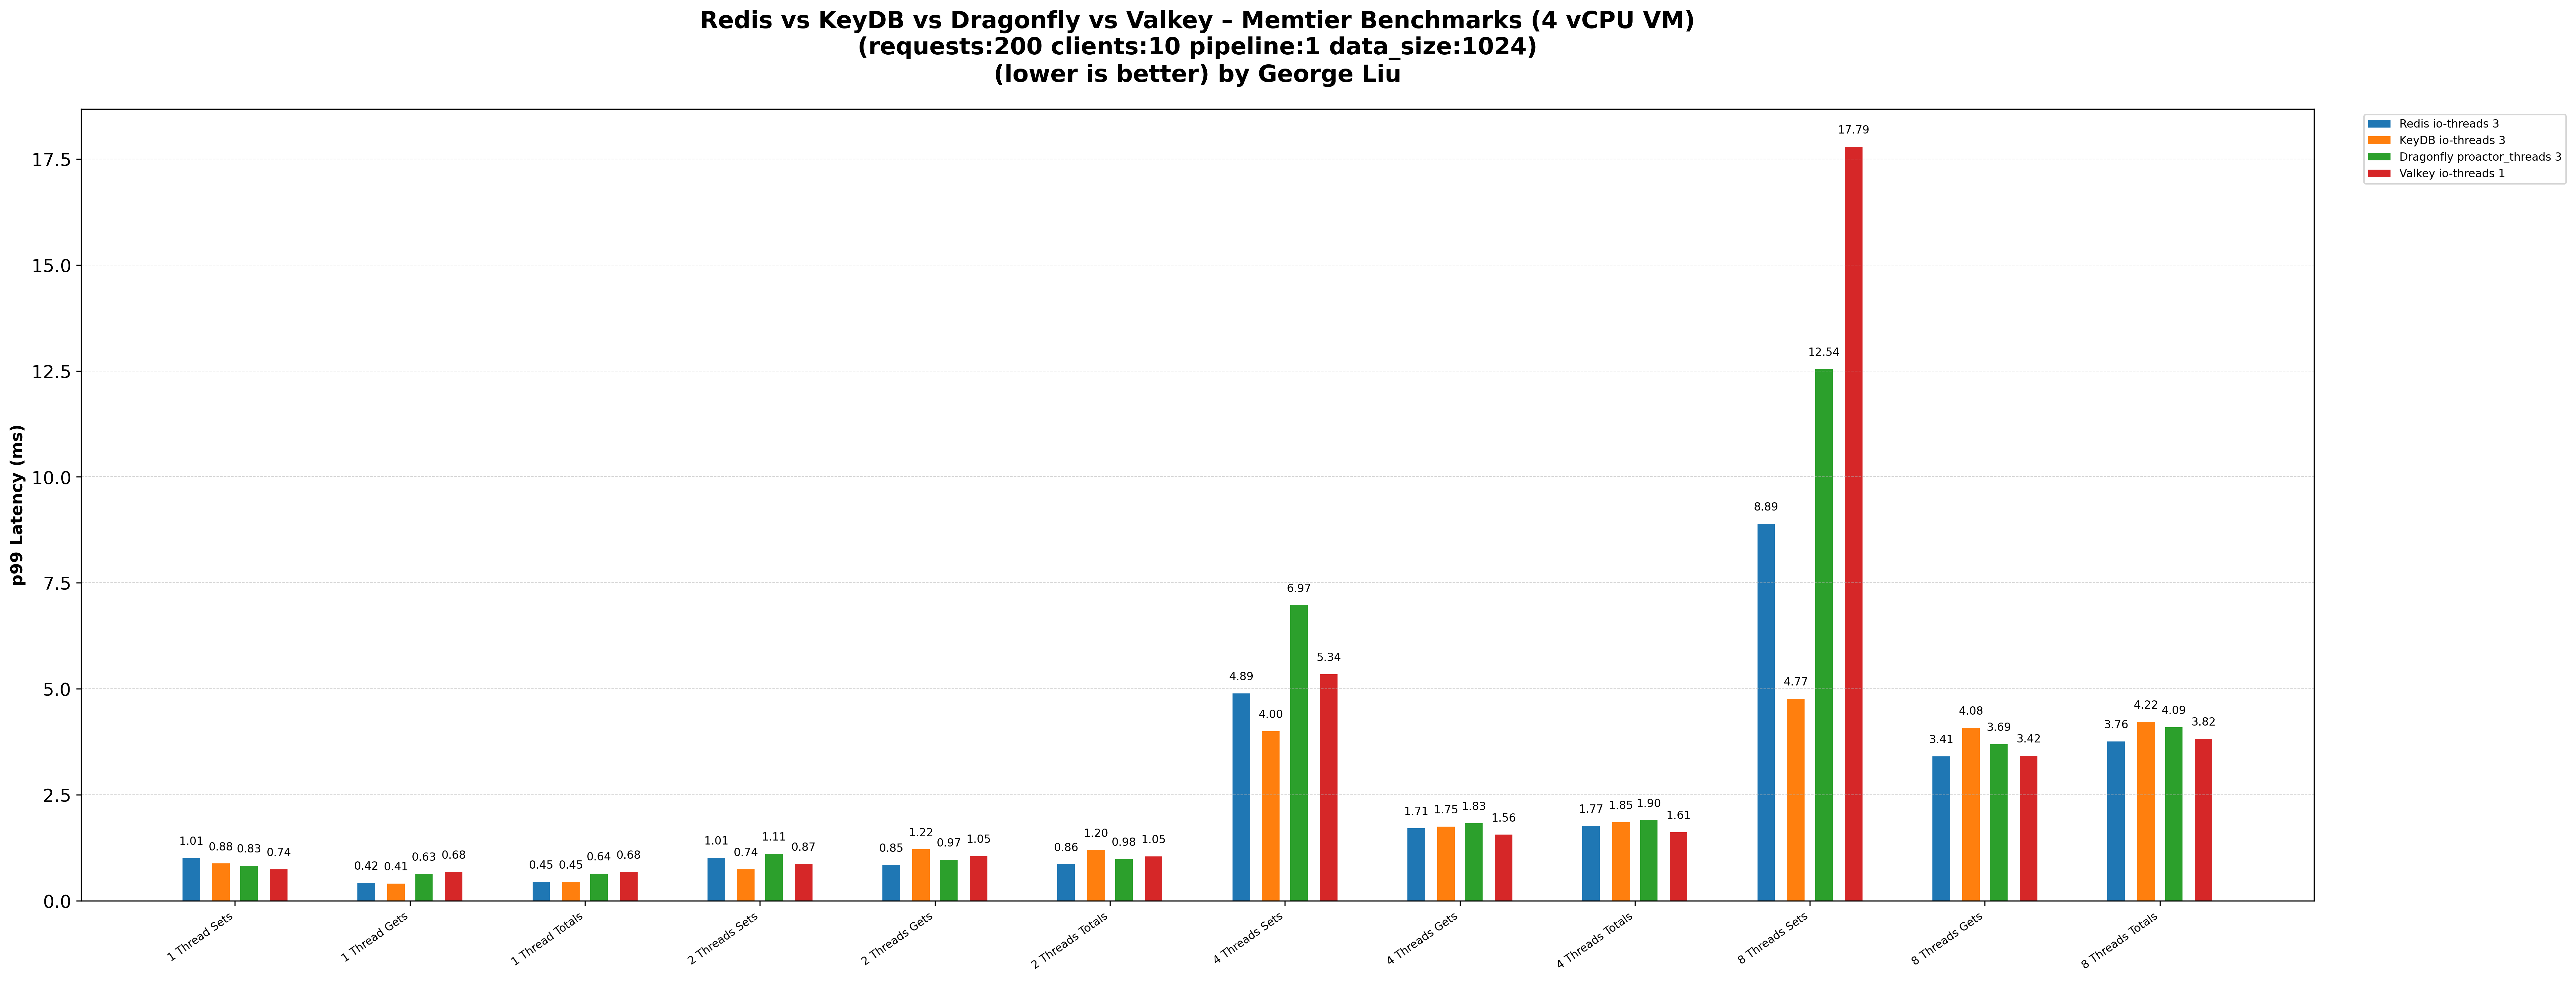 Redis vs KeyDB vs Dragonfly vs Valkey – Memtier Benchmarks (4 vCPU VM)
(requests:200 clients:10 pipeline:1 data_size:1024)
(lower is better) by George Liu
Redis io-threads 3
KeyDB io-threads 3
Dragonfly proactor_threads 3
Valkey io-threads 1
p99 Latency (ms)
17.5
15.0
12.5
10.0
7.5
5.0
2.5
0.0
1.01 0.88 0.83 0.74
0.42 0.41 0.63 0.68
0.45 0.45 0.64 0.68
1.01 0.74 1.11 0.87
0.85 1.22 0.97 1.05
0.86 1.20 0.98 1.05
4.89 4.00 6.97 5.34
1.71 1.75 1.83 1.56
1.77 1.85 1.90 1.61
8.89 4.77 12.54 17.79
3.41 4.08 3.69 3.42
3.76 4.22 4.09 3.82
1 Thread Sets
1 Thread Gets
1 Thread Totals
2 Threads Sets
2 Threads Gets
2 Threads Totals
4 Threads Sets
4 Threads Gets
4 Threads Totals
8 Threads Sets
8 Threads Gets
8 Threads Totals